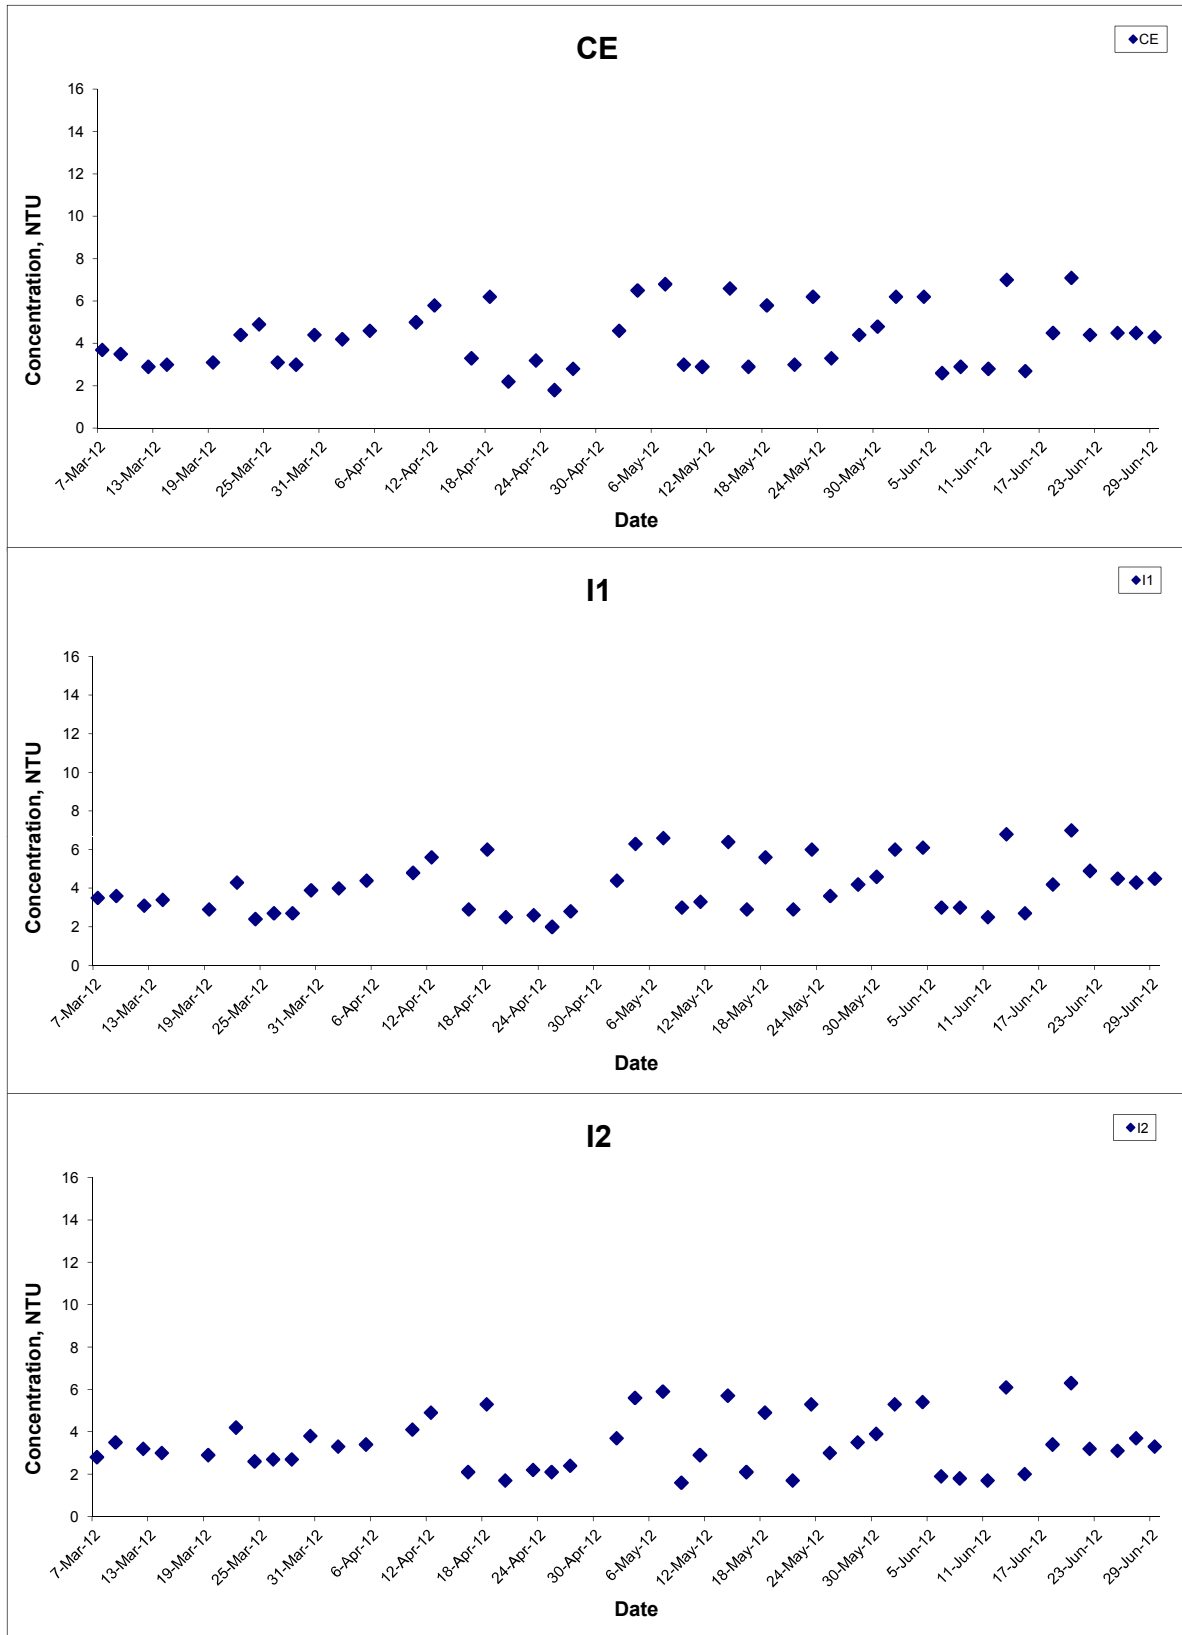 CE
CE
16
14
12
10
8
6
4
2
0
Concentration, NTU
7-Mar-12 13-Mar-12 19-Mar-12 25-Mar-12 31-Mar-12 6-Apr-12 12-Apr-12 18-Apr-12 24-Apr-12 30-Apr-12 6-May-12 12-May-12 18-May-12 24-May-12 30-May-12 5-Jun-12 11-Jun-12 17-Jun-12 23-Jun-12 29-Jun-12
Date
I1
I1
16
14
12
10
8
6
4
2
0
Concentration, NTU
7-Mar-12 13-Mar-12 19-Mar-12 25-Mar-12 31-Mar-12 6-Apr-12 12-Apr-12 18-Apr-12 24-Apr-12 30-Apr-12 6-May-12 12-May-12 18-May-12 24-May-12 30-May-12 5-Jun-12 11-Jun-12 17-Jun-12 23-Jun-12 29-Jun-12
Date
I2
I2
16
14
12
10
8
6
4
2
0
Concentration, NTU
7-Mar-12 13-Mar-12 19-Mar-12 25-Mar-12 31-Mar-12 6-Apr-12 12-Apr-12 18-Apr-12 24-Apr-12 30-Apr-12 6-May-12 12-May-12 18-May-12 24-May-12 30-May-12 5-Jun-12 11-Jun-12 17-Jun-12 23-Jun-12 29-Jun-12
Date